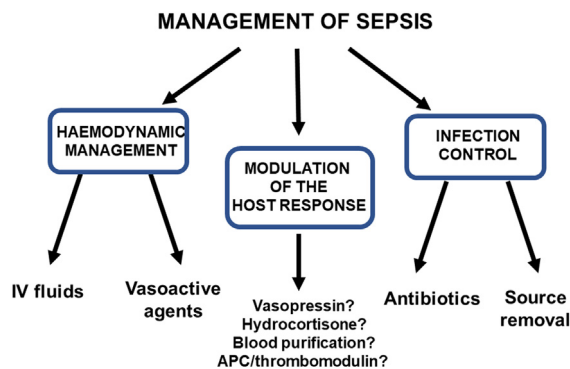 MANAGEMENT OF SEPSIS
HAEMODYNAMIC
MANAGEMENT
MODULATION
OF THE
HOST RESPONSE
INFECTION
CONTROL
IV fluids
Vasoactive
agents
Vasopressin?
Hydrocortisone?
Blood purification?
APC/thrombomodulin?
Antibiotics
Source
removal